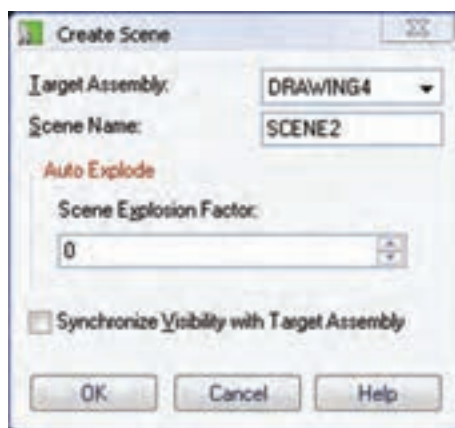 Create Scene
Target Assembly: DRAWING4
Scene Name: SCENE2
Auto Explode
Scene Explosion Factor:
0
Synchronize Visibility with Target Assembly
OK Cancel Help